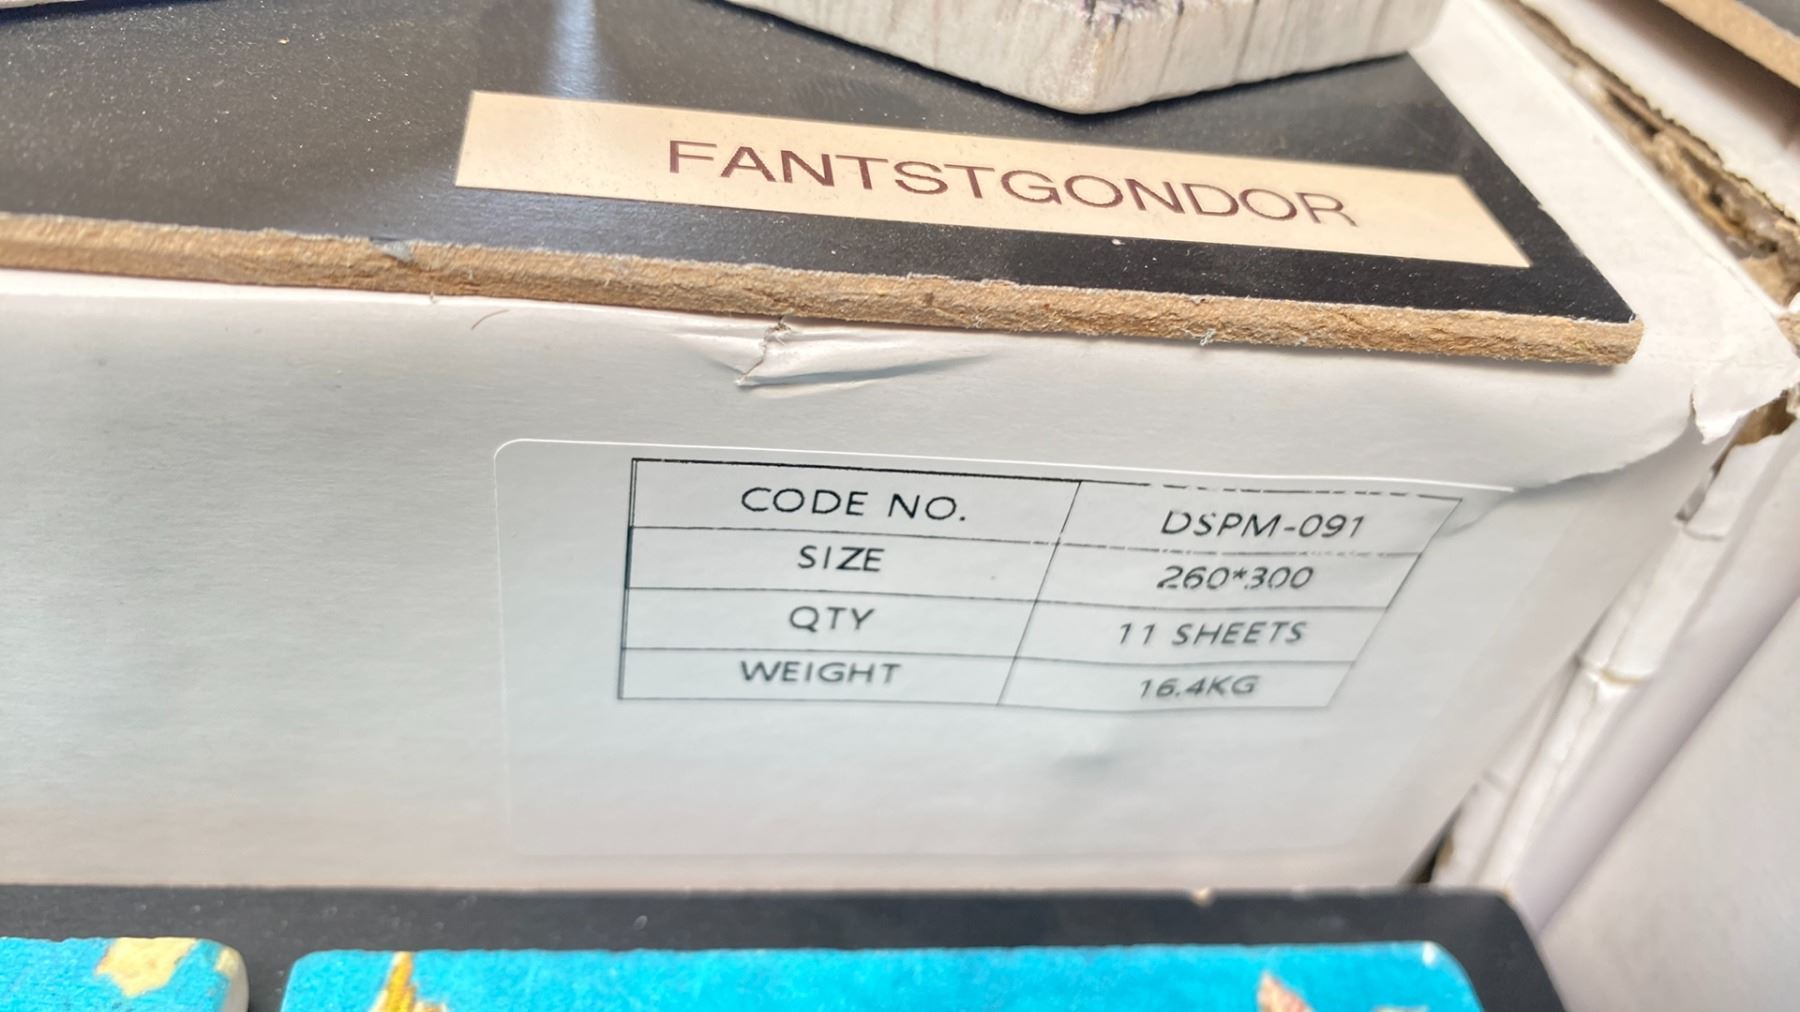 FANTSTGONDOR
CODE NO. DSPM-091
SIZE 260*300
QTY 11 SHEETS
WEIGHT 16.4KG